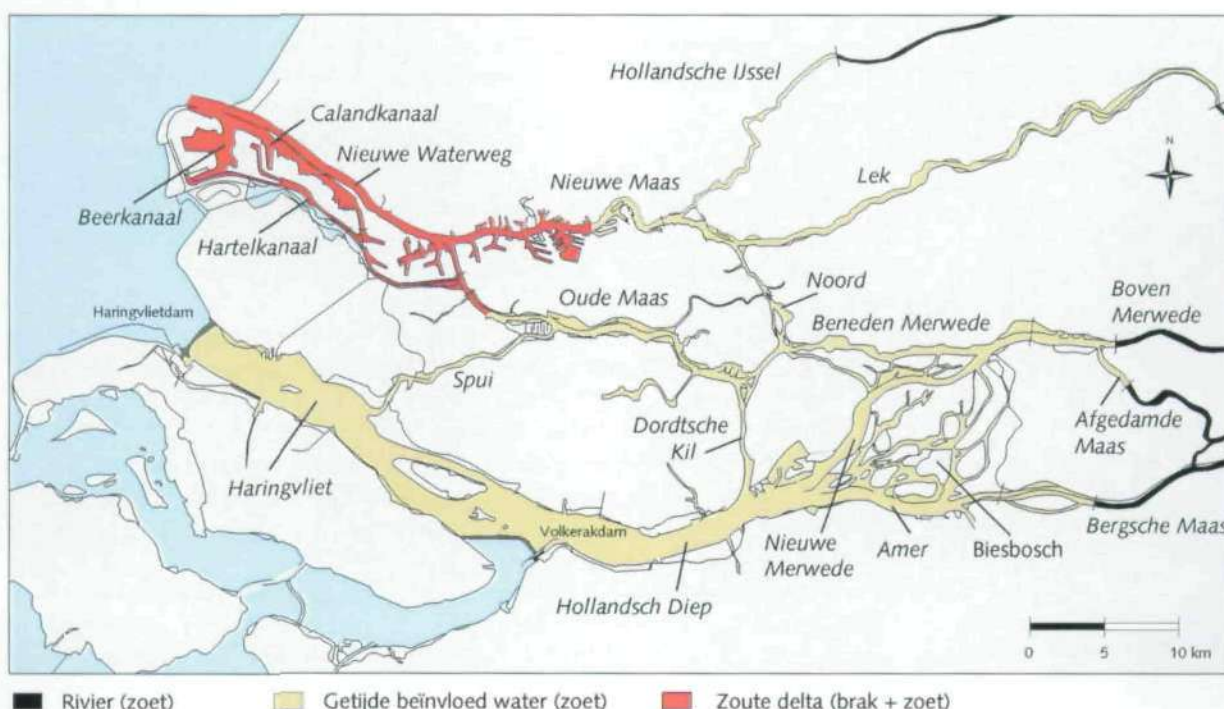 Hollandsche IJssel
Calandkanaal
Nieuwe Waterweg
Nieuwe Maas
Lek
N
Beerkanaal
Hartelkanaal
Noord
Oude Maas
Boven
Merwede
Haringvlietdam
Beneden Merwede
Spui
Dordtsche
Kil
Afgedamde
Maas
Haringvliet
Volkerakdam
Nieuwe
Merwede
Amer
Biesbosch
Bergsche Maas
Hollandsch Diep
0 5 10 km
Rivier (zoet) Getijde beïnvloed water (zoet) Zoute delta (brak + zoet)